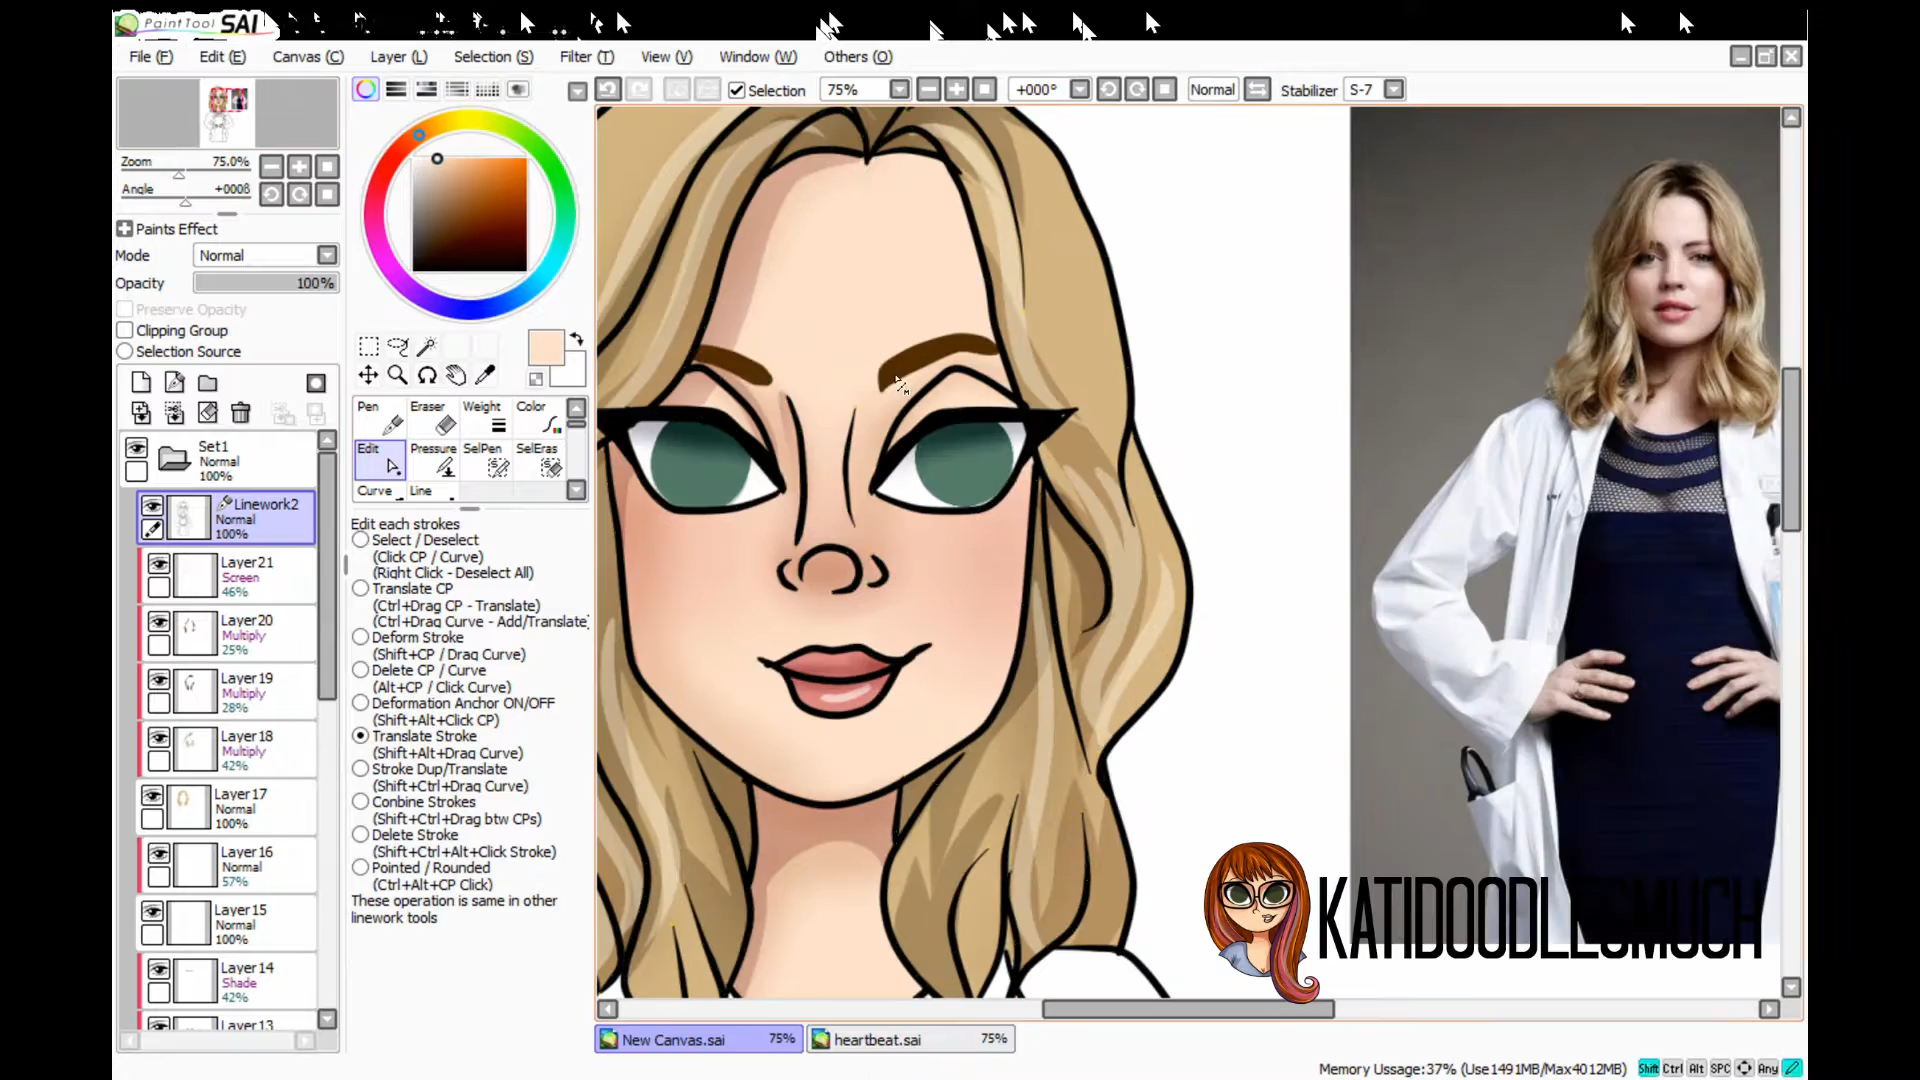 PaintTool SAI
File (F) Edit (E) Canvas (C) Layer (L) Selection (S) Filter (T) View (V) Window (W) Others (O)
Selection 75% +000° Normal Stabilizer S-7
Zoom 75.0%
Angle +000ß
Paints Effect
Mode Normal
Opacity 100%
Preserve Opacity
Clipping Group
Selection Source
Set1
Normal
100%
Linework2
Normal
100%
Layer21
Screen
46%
Layer20
Multiply
25%
Layer19
Multiply
28%
Layer18
Multiply
42%
Layer17
Normal
100%
Layer16
Normal
57%
Layer15
Normal
100%
Layer14
Shade
42%
Layer13
Pen Eraser Weight Color
Edit Pressure SelPen SelEras
Curve Line
Edit each strokes
Select / Deselect
(Click CP / Curve)
(Right Click - Deselect All)
Translate CP
(Ctrl+Drag CP - Translate)
(Ctrl+Drag Curve - Add/Translate)
Deform Stroke
(Shift+CP / Drag Curve)
Delete CP / Curve
(Alt+CP / Click Curve)
Deformation Anchor ON/OFF
(Shift+Alt+Click CP)
Translate Stroke
(Shift+Alt+Drag Curve)
Stroke Dup/Translate
(Shift+Ctrl+Drag Curve)
Combine Strokes
(Shift+Ctrl+Drag btw CPs)
Delete Stroke
(Shift+Ctrl+Alt+Click Stroke)
Pointed / Rounded
(Ctrl+Alt+CP Click)
These operation is same in other
linework tools
KATIDOODLESMUCH
New Canvas.sai 75% heartbeat.sai 75%
Memory Ussage:37% (Use1491MB/Max4012MB) Shift Ctrl Alt SPC Any